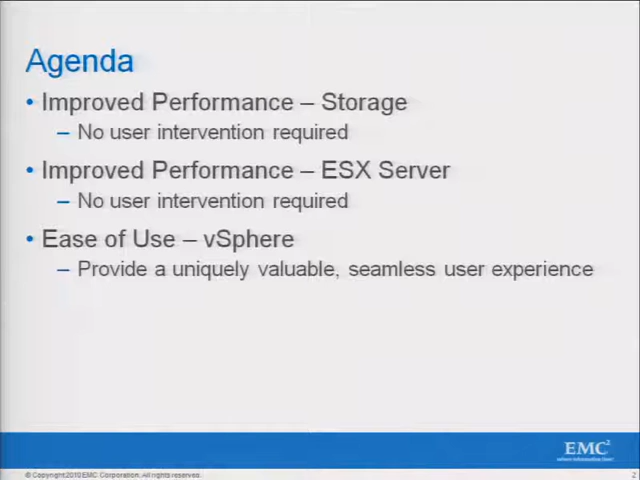 Agenda
• Improved Performance – Storage
– No user intervention required
• Improved Performance – ESX Server
– No user intervention required
• Ease of Use – vSphere
– Provide a uniquely valuable, seamless user experience
EMC²
where information lives
© Copyright 2010 EMC Corporation. All rights reserved.
2